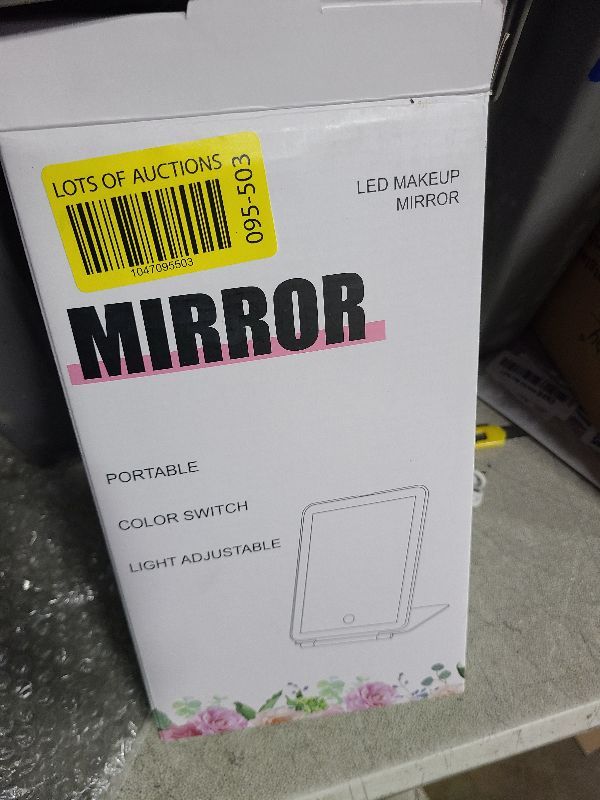 LOTS OF AUCTIONS
095-503
1047095503
LED MAKEUP
MIRROR
MIRROR
PORTABLE
COLOR SWITCH
LIGHT ADJUSTABLE